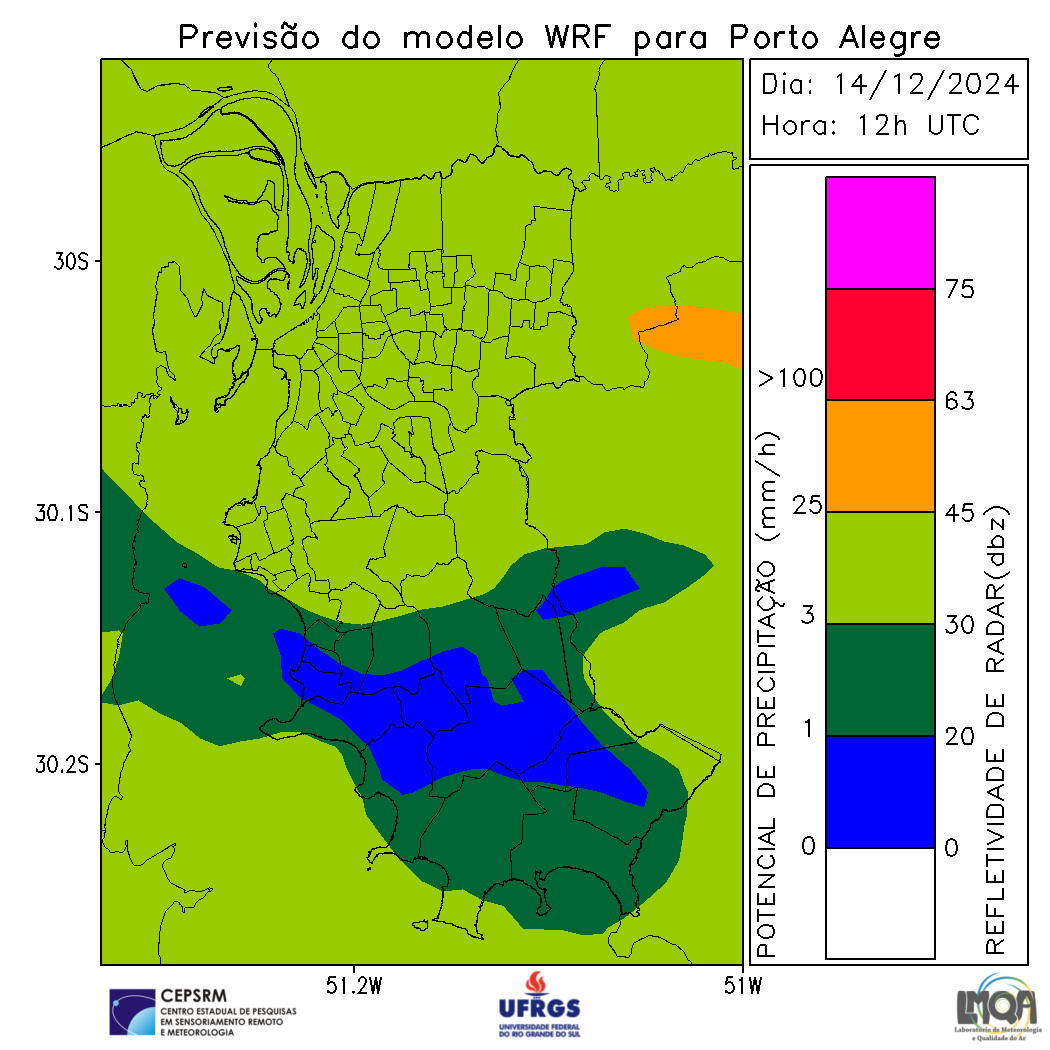 Previsão do modelo WRF para Porto Alegre
Dia: 14/12/2024
Hora: 12h UTC
30S
30.1S
30.2S
51.2W
51W
POTENCIAL DE PRECIPITAÇÃO (mm/h)
>100
25
3
1
0
75
63
45
30
20
0
REFLETIVIDADE DE RADAR(dbz)
CEPSRM
CENTRO ESTADUAL DE PESQUISAS
EM SENSORIAMENTO REMOTO
E METEOROLOGIA
UFRGS
UNIVERSIDADE FEDERAL
DO RIO GRANDE DO SUL
LMQA
Laboratório de Meteorologia
e Qualidade do Ar